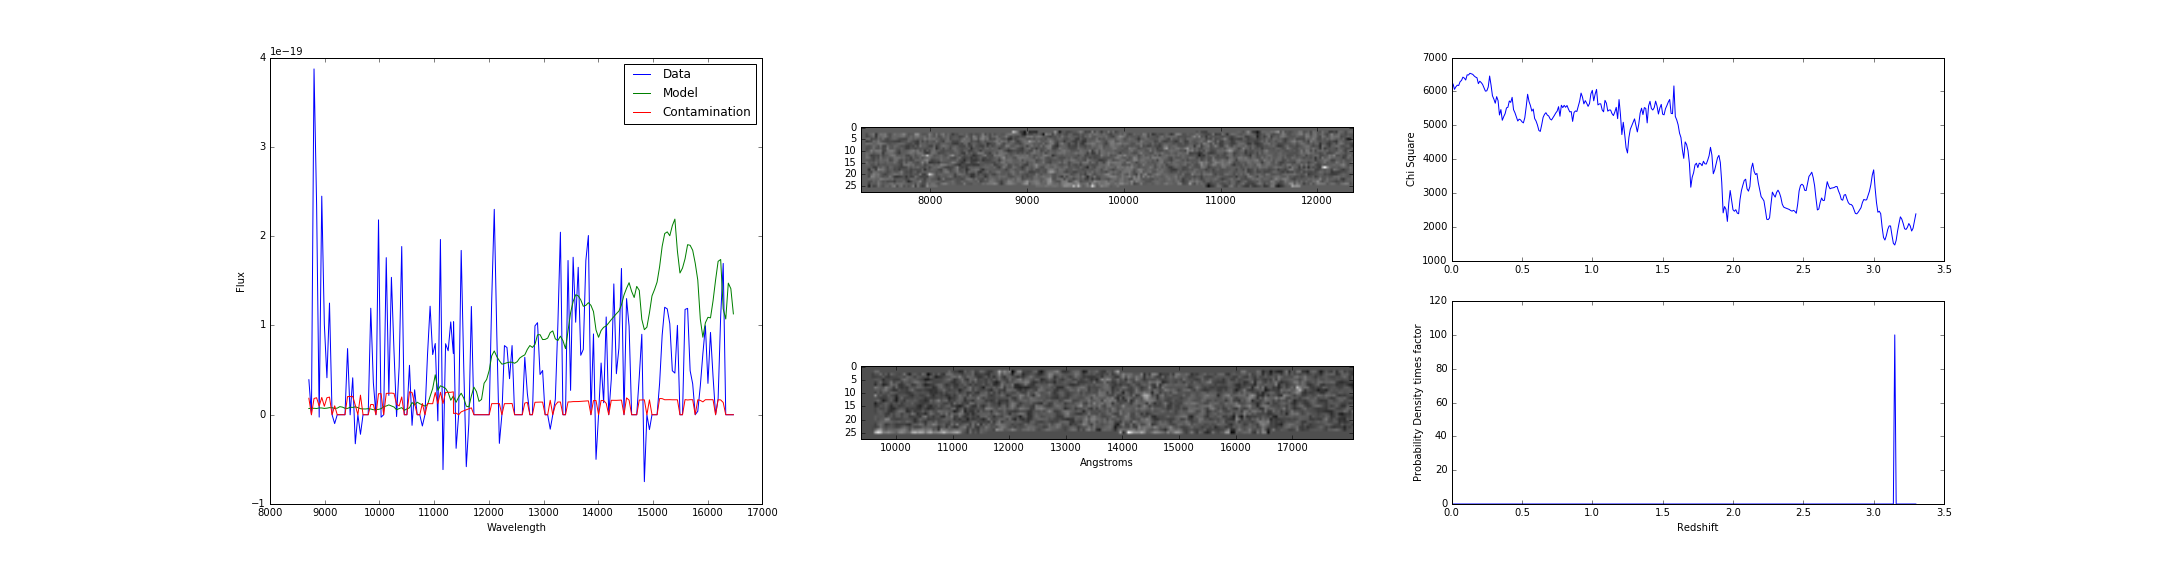 1e−19
4
3
2
1
0
−1
8000 9000 10000 11000 12000 13000 14000 15000 16000 17000
Wavelength
Flux
Data
Model
Contamination
0
5
10
15
20
25
8000 9000 10000 11000 12000
0
5
10
15
20
25
10000 11000 12000 13000 14000 15000 16000 17000
Angstroms
7000
6000
5000
4000
3000
2000
1000
0.0 0.5 1.0 1.5 2.0 2.5 3.0 3.5
Chi Square
120
100
80
60
40
20
0
0.0 0.5 1.0 1.5 2.0 2.5 3.0 3.5
Redshift
Probability Density times factor